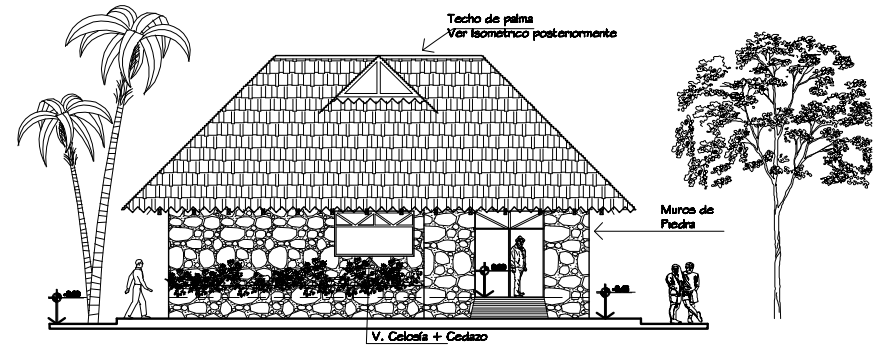 Techo de palma
Ver Isometrico posteriormente
Muros de
Piedra
V. Celosía + Cedazo